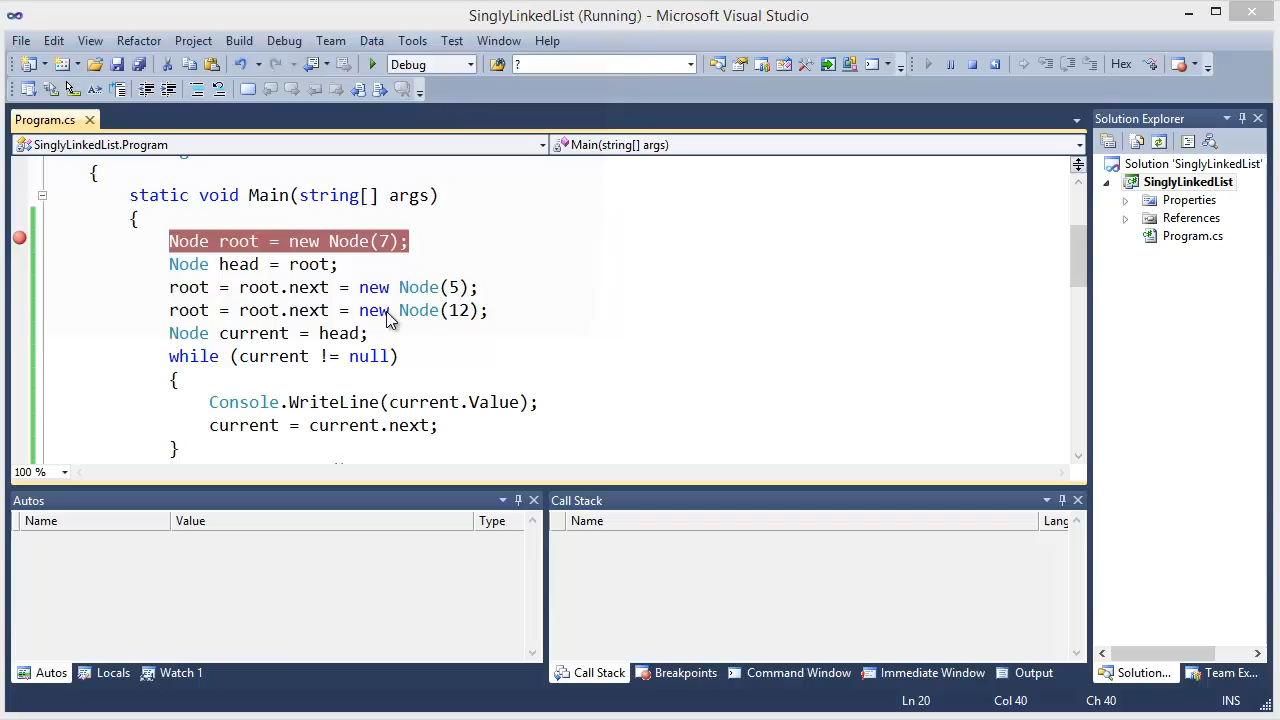 SinglyLinkedList (Running) - Microsoft Visual Studio
File Edit View Refactor Project Build Debug Team Data Tools Test Window Help
Debug ? Hex
Program.cs
SinglyLinkedList.Program Main(string[] args)
{
static void Main(string[] args)
{
Node root = new Node(7);
Node head = root;
root = root.next = new Node(5);
root = root.next = new Node(12);
Node current = head;
while (current != null)
{
Console.WriteLine(current.Value);
current = current.next;
}
100 %
Solution Explorer
Solution 'SinglyLinkedList'
SinglyLinkedList
Properties
References
Program.cs
Autos
Name Value Type
Call Stack
Name Lang
Autos Locals Watch 1
Call Stack Breakpoints Command Window Immediate Window Output
Solution... Team Ex...
Ln 20 Col 40 Ch 40 INS